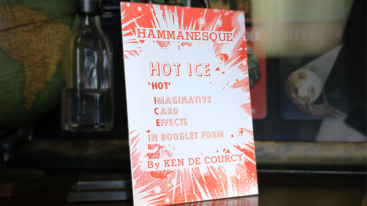 HAMMANESQUE
HOT ICE
'HOT'
IMAGINATIVE
CARD
EFFECTS
IN BOOKLET FORM
By KEN DE COURCY